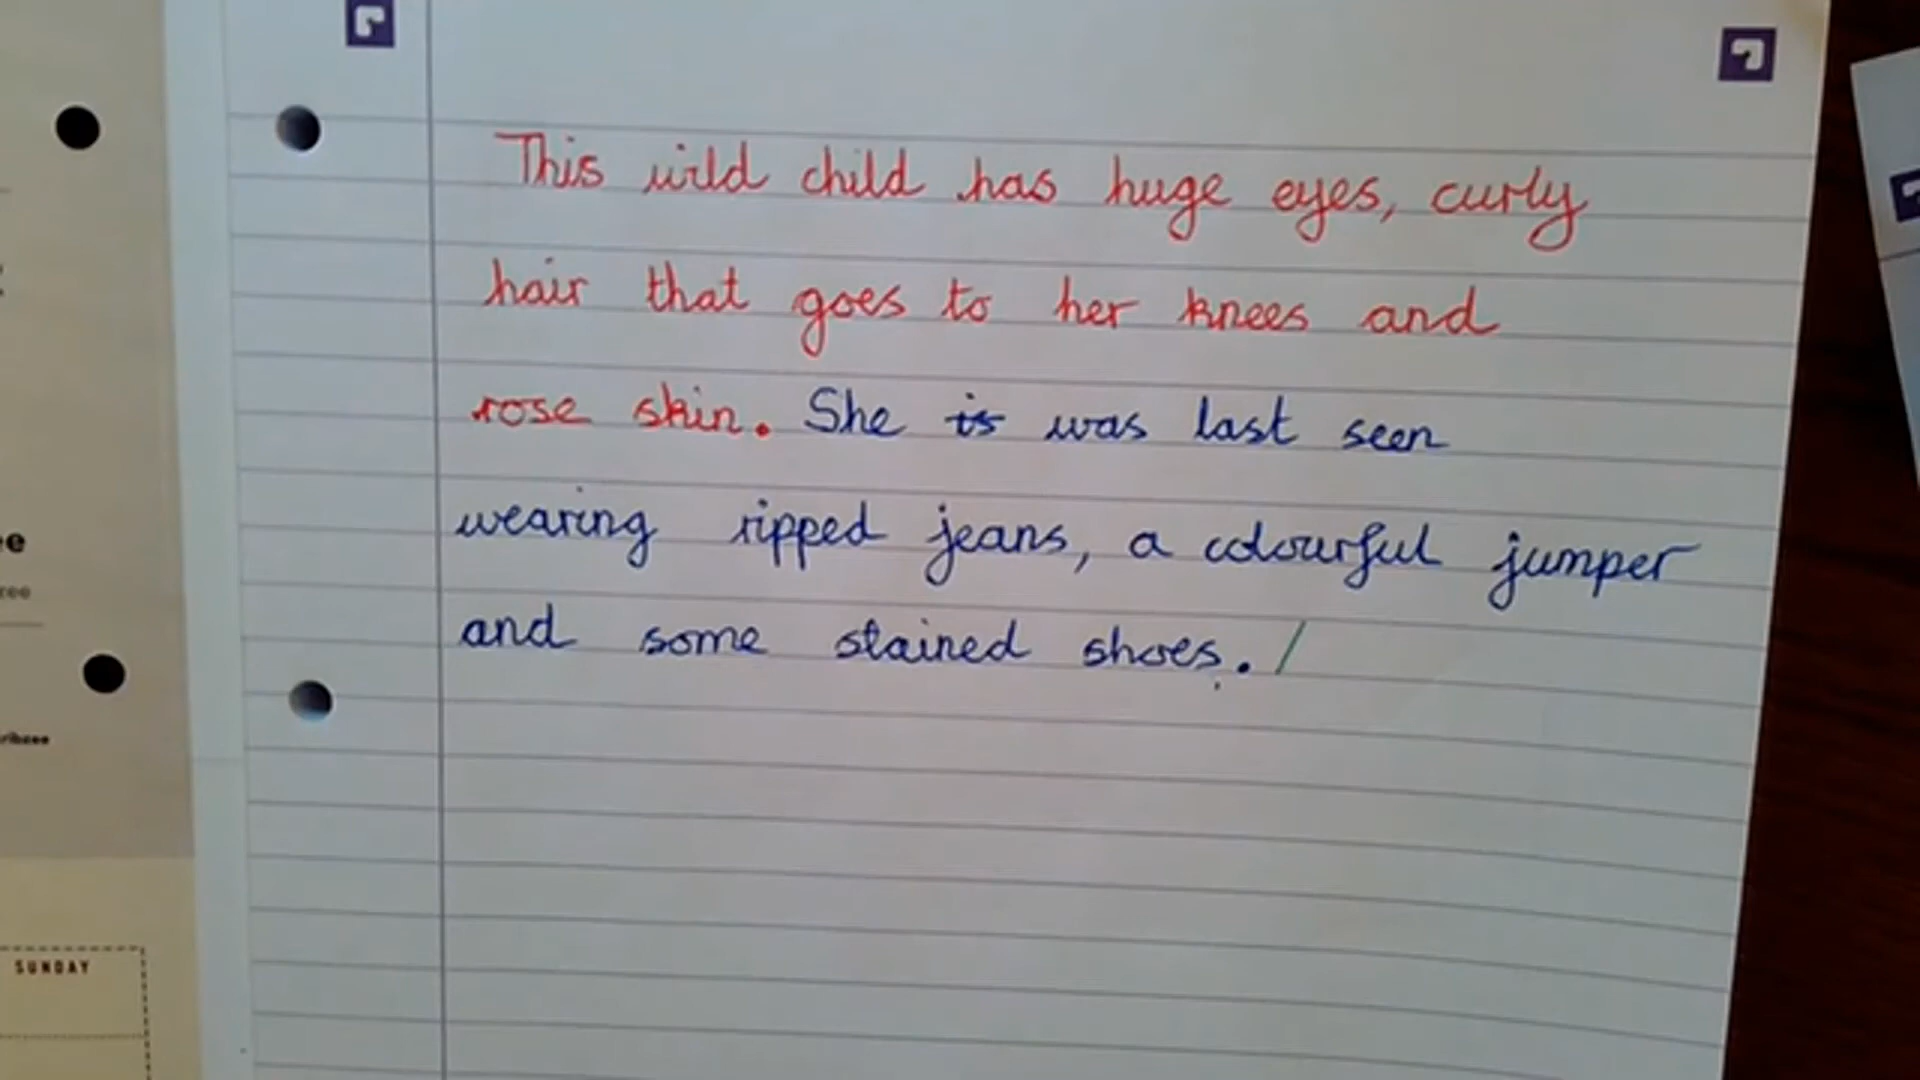 This wild child has huge eyes, curly
hair that goes to her knees and
rose skin. She is was last seen
wearing ripped jeans, a colourful jumper
and some stained shoes. /
SUNDAY